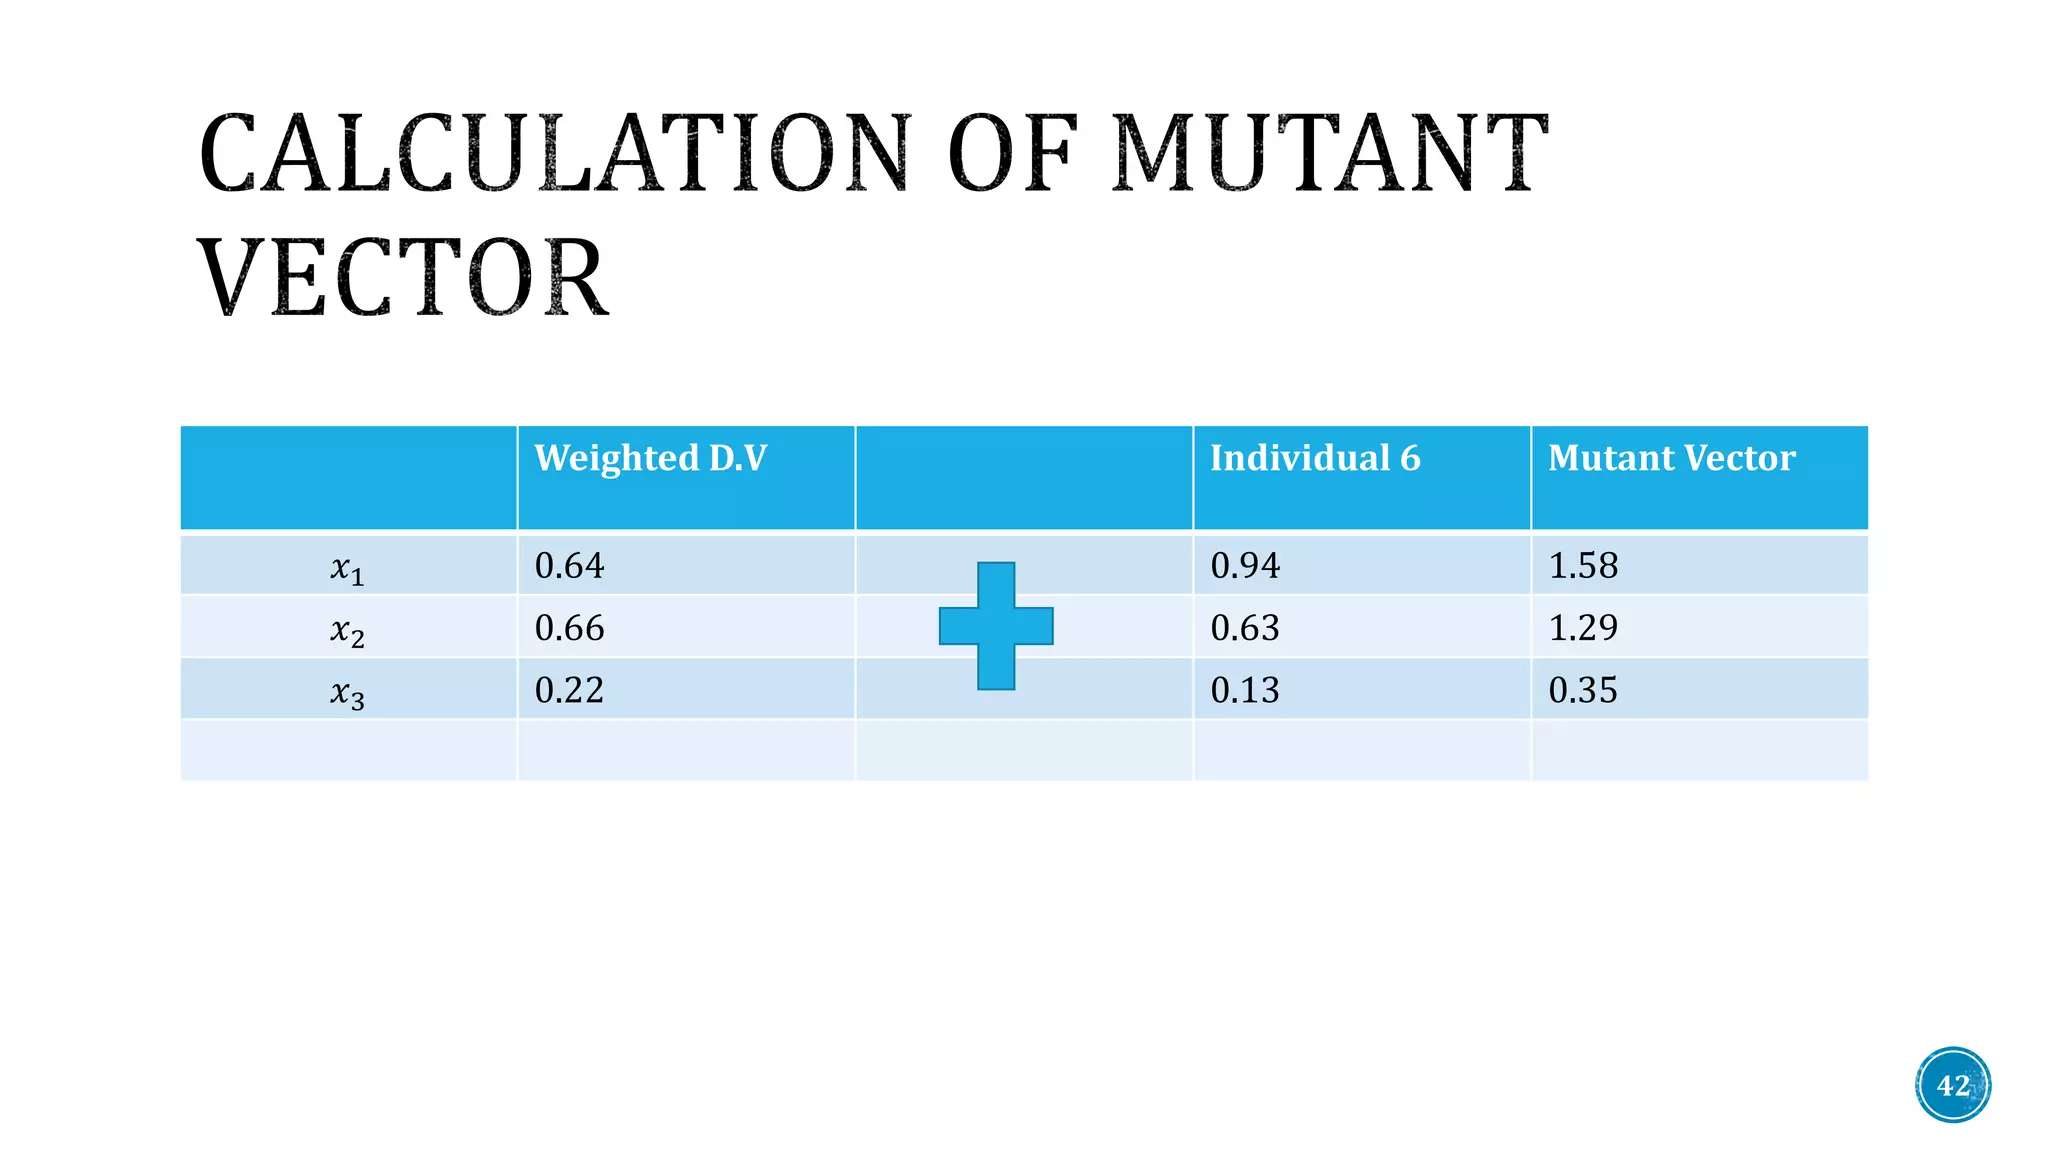 CALCULATION OF MUTANT
VECTOR
Weighted D.V Individual 6 Mutant Vector
x₁ 0.64 0.94 1.58
x₂ 0.66 0.63 1.29
x₃ 0.22 0.13 0.35
42